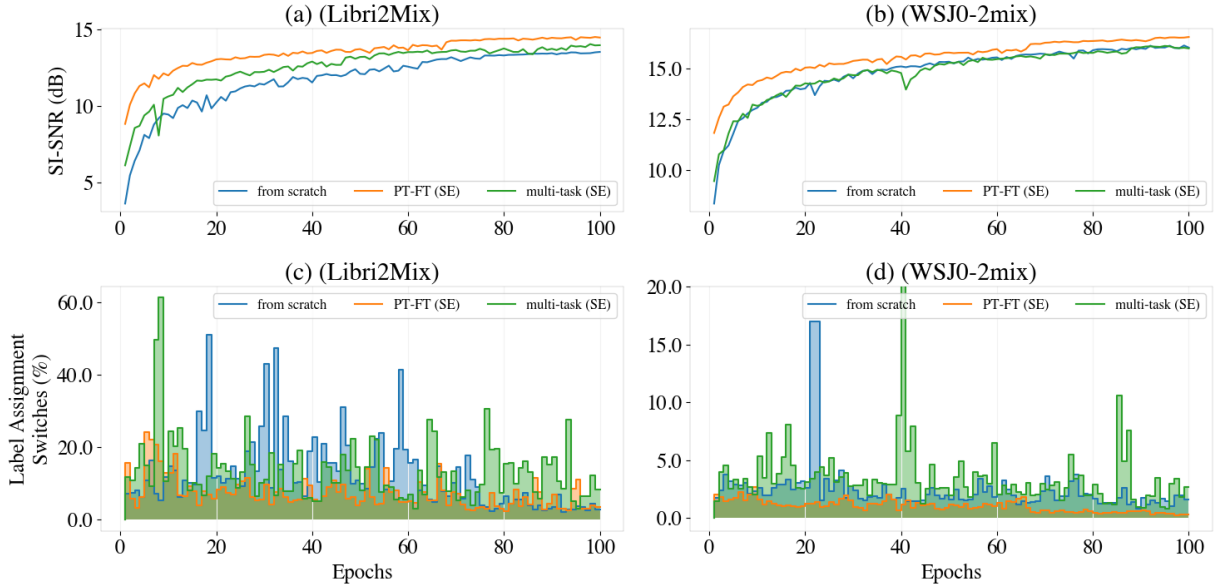 (a) (Libri2Mix)
(b) (WSJ0-2mix)
SI-SNR (dB)
15
10
5
0 20 40 60 80 100
from scratch PT-FT (SE) multi-task (SE)
15.0
12.5
10.0
0 20 40 60 80 100
from scratch PT-FT (SE) multi-task (SE)
(c) (Libri2Mix)
(d) (WSJ0-2mix)
Label Assignment
Switches (%)
60.0
40.0
20.0
0.0
0 20 40 60 80 100
from scratch PT-FT (SE) multi-task (SE)
Epochs
20.0
15.0
10.0
5.0
0.0
0 20 40 60 80 100
from scratch PT-FT (SE) multi-task (SE)
Epochs